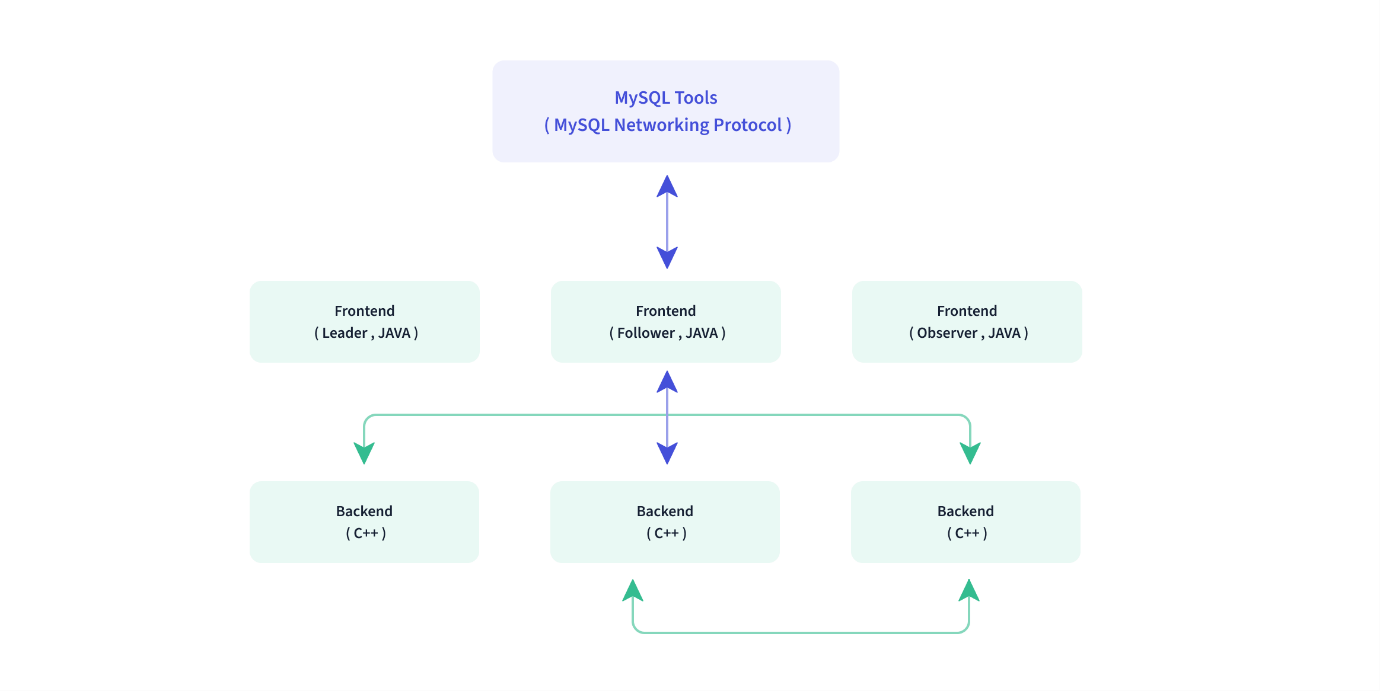 MySQL Tools
( MySQL Networking Protocol )
Frontend
( Leader , JAVA )
Frontend
( Follower , JAVA )
Frontend
( Observer , JAVA )
Backend
( C++ )
Backend
( C++ )
Backend
( C++ )